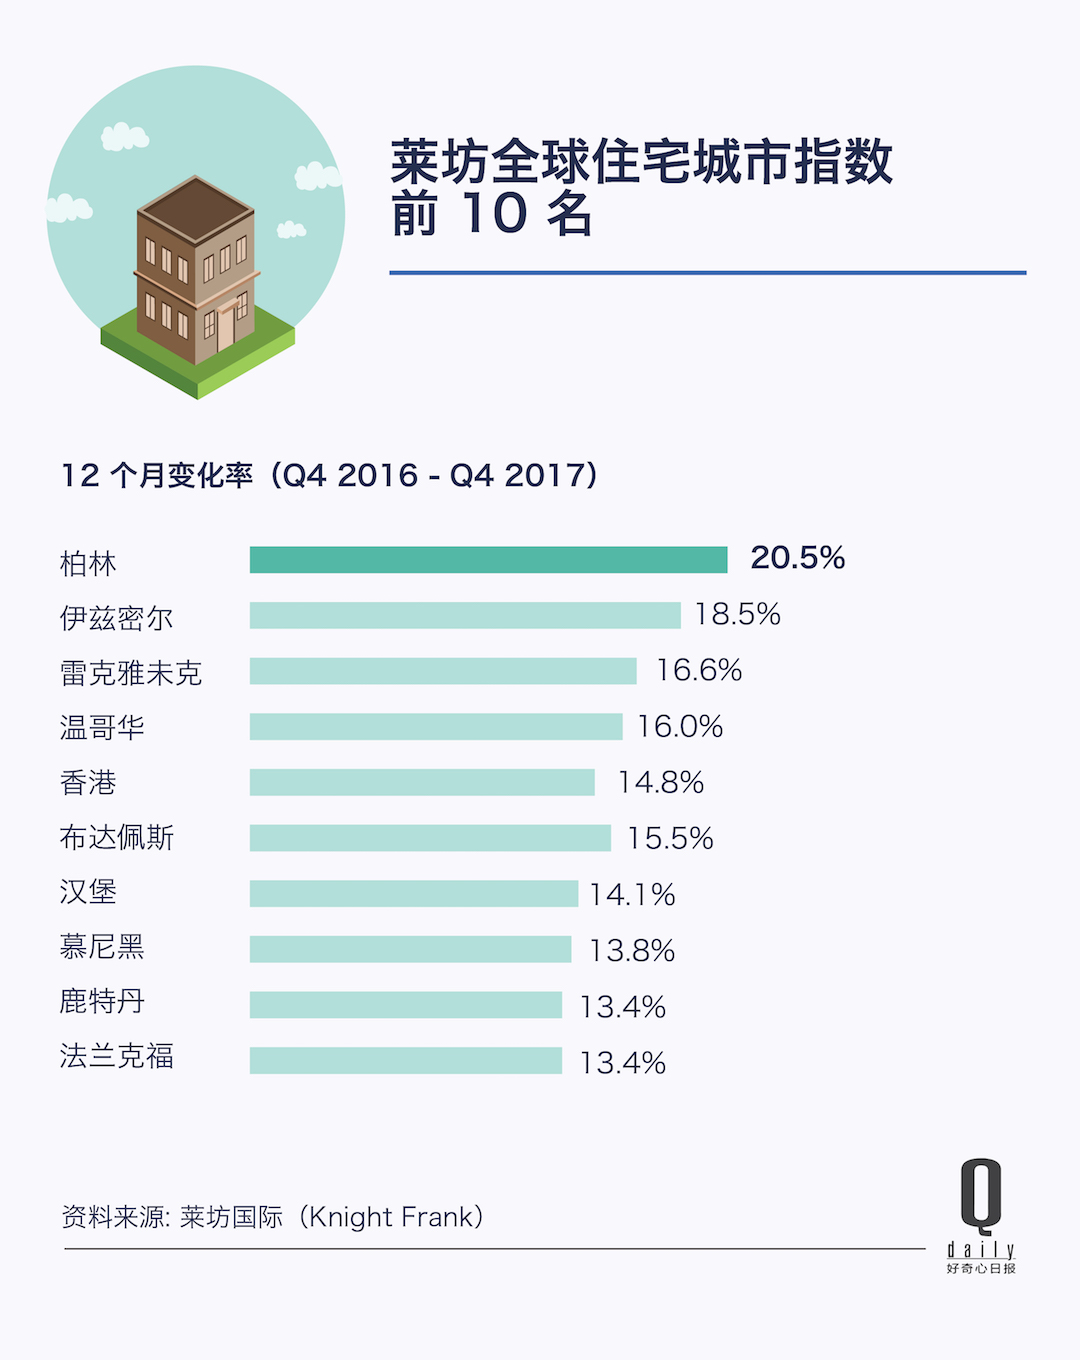 莱坊全球住宅城市指数
前 10 名
12 个月变化率（Q4 2016 - Q4 2017）
柏林 20.5%
伊兹密尔 18.5%
雷克雅未克 16.6%
温哥华 16.0%
香港 14.8%
布达佩斯 15.5%
汉堡 14.1%
慕尼黑 13.8%
鹿特丹 13.4%
法兰克福 13.4%
资料来源: 莱坊国际（Knight Frank）
Q
daily
好奇心日报